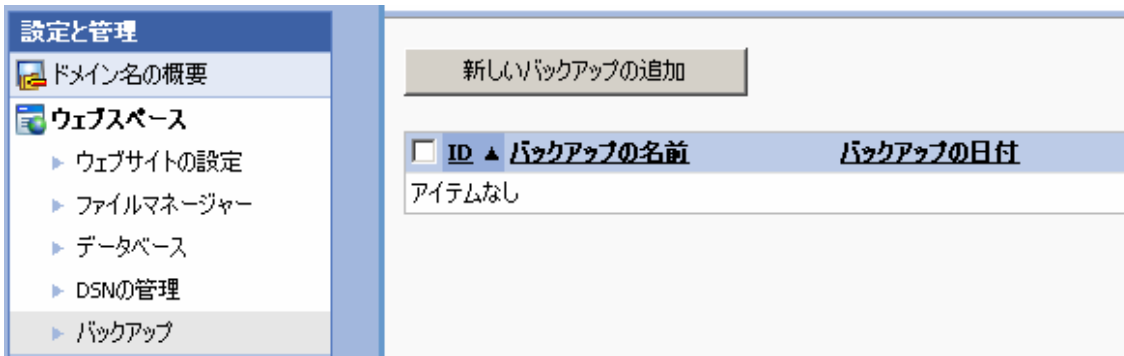 設定と管理
ドメイン名の概要
ウェブスペース
ウェブサイトの設定
ファイルマネージャー
データベース
DSNの管理
バックアップ
新しいバックアップの追加
ID ▲ バックアップの名前 バックアップの日付
アイテムなし